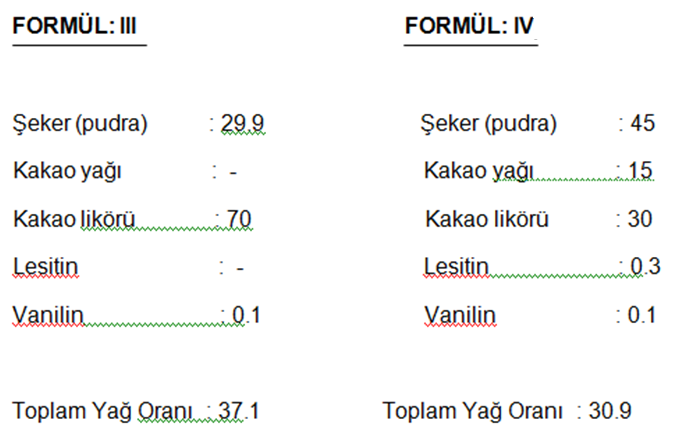 FORMÜL: III
Şeker (pudra) : 29.9
Kakao yağı : -
Kakao likörü : 70
Lesitin : -
Vanilin : 0.1
Toplam Yağ Oranı : 37.1
FORMÜL: IV
Şeker (pudra) : 45
Kakao yağı : 15
Kakao likörü : 30
Lesitin : 0.3
Vanilin : 0.1
Toplam Yağ Oranı : 30.9